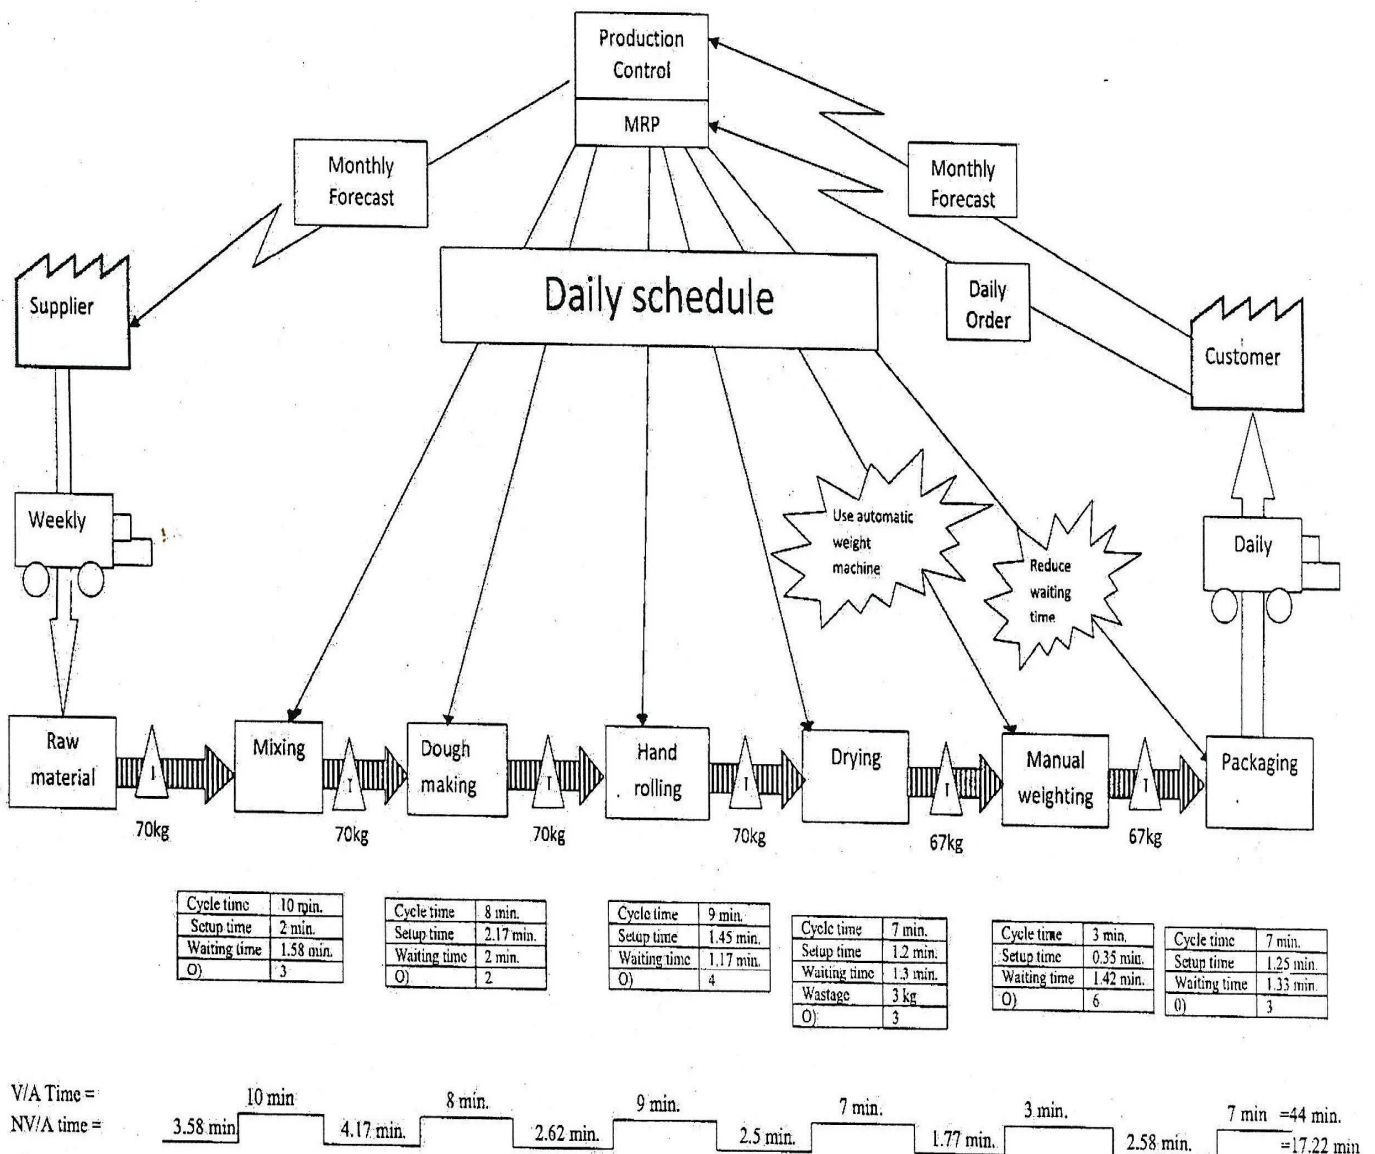 Production
Control
MRP
Monthly
Forecast
Monthly
Forecast
Daily schedule
Daily
Order
Supplier
Customer
Weekly
Use automatic
weight
machine
Reduce
waiting
time
Daily
Raw
material
I
Mixing
I
Dough
making
I
Hand
rolling
I
Drying
I
Manual
weighting
I
Packaging
70kg
70kg
70kg
70kg
67kg
67kg
Cycle time 10 min.
Setup time 2 min.
Waiting time 1.58 min.
O) 3
Cycle time 8 min.
Setup time 2.17 min.
Waiting time 2 min.
O) 2
Cycle time 9 min.
Setup time 1.45 min.
Waiting time 1.17 min.
O) 4
Cycle time 7 min.
Setup time 1.2 min.
Waiting time 1.3 min.
Wastage 3 kg
O) 3
Cycle time 3 min.
Setup time 0.35 min.
Waiting time 1.42 min.
O) 6
Cycle time 7 min.
Setup time 1.25 min.
Waiting time 1.33 min.
0) 3
V/A Time = 10 min 8 min. 9 min. 7 min. 3 min. 7 min =44 min.
NV/A time = 3.58 min. 4.17 min. 2.62 min. 2.5 min. 1.77 min. 2.58 min. =17.22 min